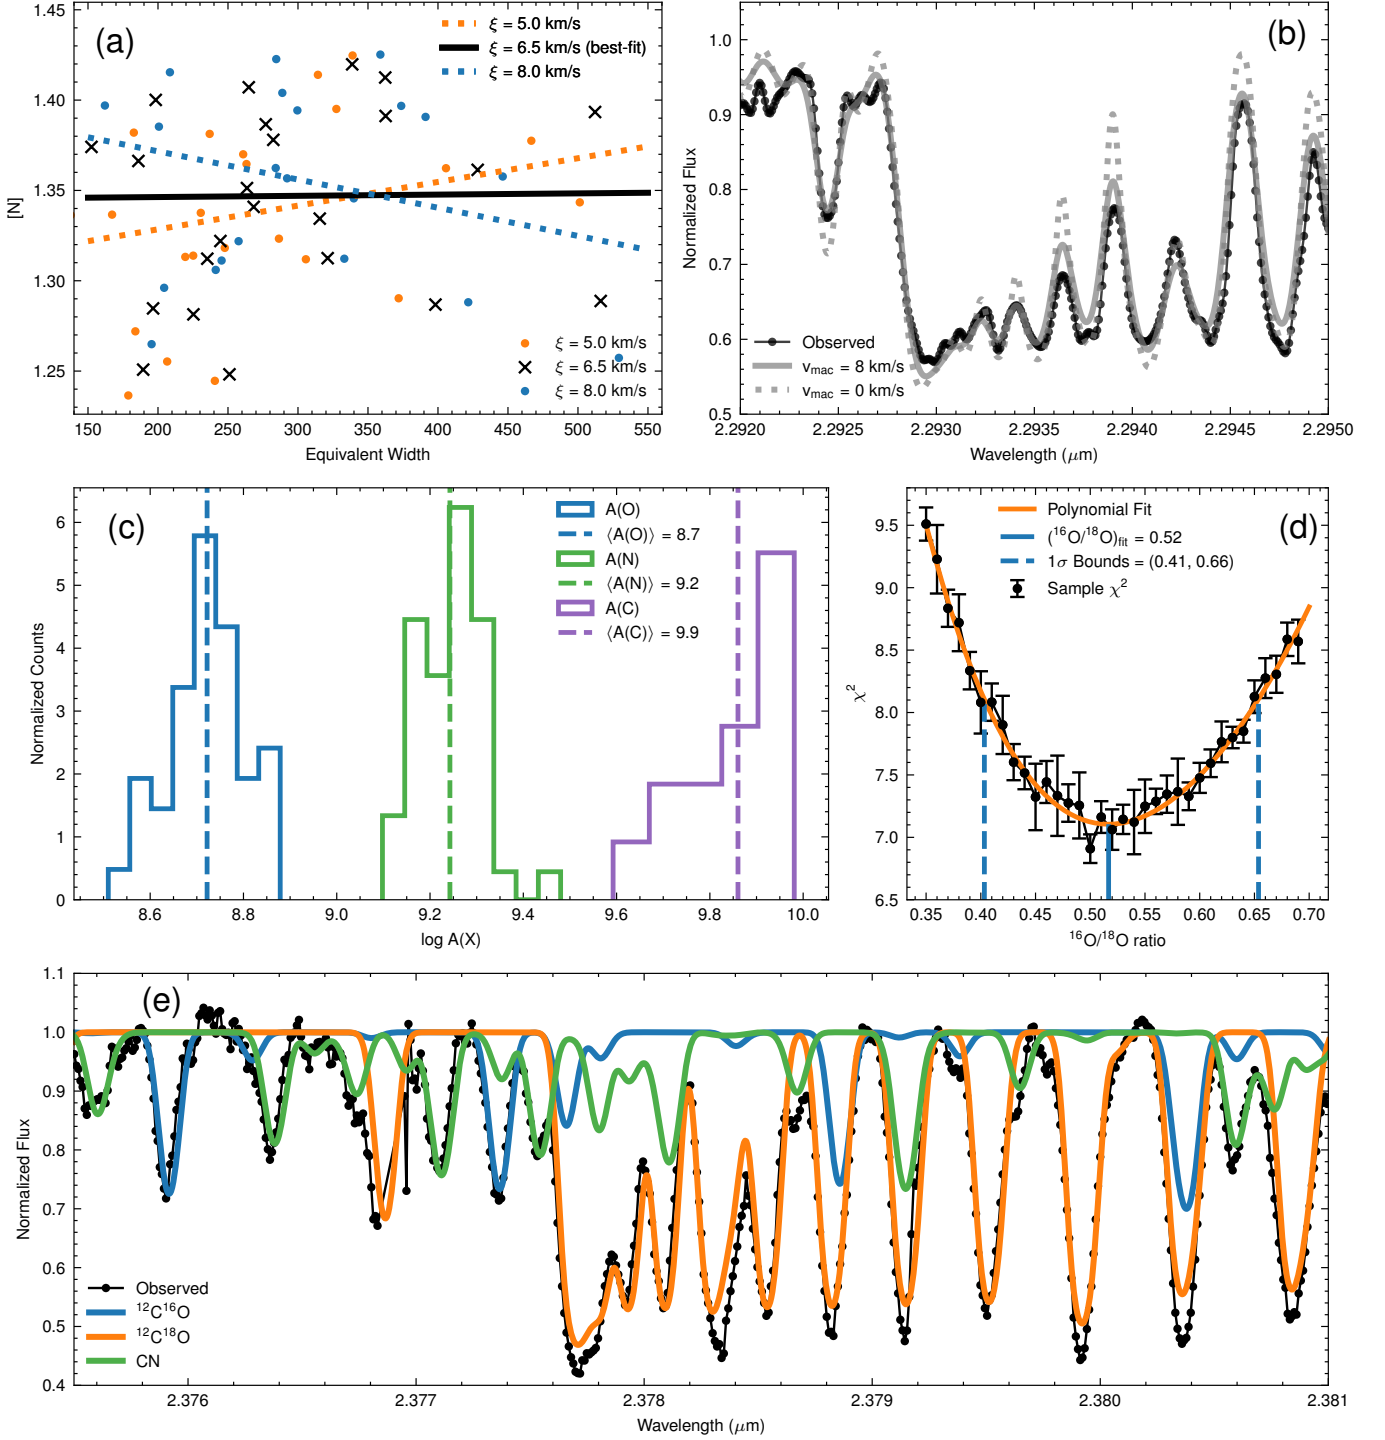 (a)
ξ = 5.0 km/s
ξ = 6.5 km/s (best-fit)
ξ = 8.0 km/s
1.45
1.40
1.35
1.30
1.25
[N]
ξ = 5.0 km/s
ξ = 6.5 km/s
ξ = 8.0 km/s
150 200 250 300 350 400 450 500 550
Equivalent Width
(b)
1.0
0.9
0.8
0.7
0.6
0.5
Normalized Flux
Observed
v_mac = 8 km/s
v_mac = 0 km/s
2.2920 2.2925 2.2930 2.2935 2.2940 2.2945 2.2950
Wavelength (μm)
(c)
A(O)
⟨A(O)⟩ = 8.7
A(N)
⟨A(N)⟩ = 9.2
A(C)
⟨A(C)⟩ = 9.9
6
5
4
3
2
1
0
Normalized Counts
8.6 8.8 9.0 9.2 9.4 9.6 9.8 10.0
log A(X)
(d)
Polynomial Fit
(¹⁶O/¹⁸O)fit = 0.52
1σ Bounds = (0.41, 0.66)
Sample χ²
9.5
9.0
8.5
8.0
7.5
7.0
6.5
χ²
0.35 0.40 0.45 0.50 0.55 0.60 0.65 0.70
¹⁶O/¹⁸O ratio
(e)
1.1
1.0
0.9
0.8
0.7
0.6
0.5
0.4
Normalized Flux
Observed
¹²C¹⁶O
¹²C¹⁸O
CN
2.376 2.377 2.378 2.379 2.380 2.381
Wavelength (μm)